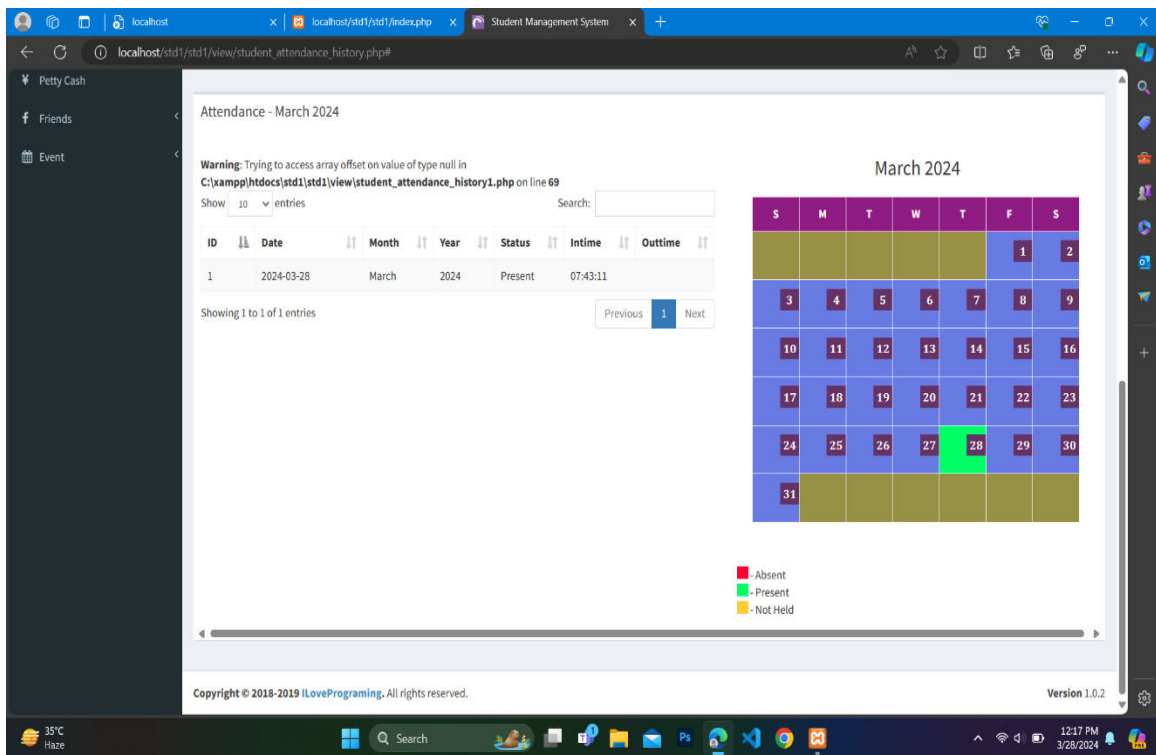 localhost
localhost/std1/std1/index.php
Student Management System
localhost/std1/std1/view/student_attendance_history.php#
Petty Cash
Friends
Event
Attendance - March 2024
Warning: Trying to access array offset on value of type null in
C:\xampp\htdocs\std1\std1\view\student_attendance_history1.php on line 69
Show 10 entries Search:
ID Date Month Year Status Intime Outtime
1 2024-03-28 March 2024 Present 07:43:11
Showing 1 to 1 of 1 entries
Previous 1 Next
March 2024
S M T W T F S
1 2
3 4 5 6 7 8 9
10 11 12 13 14 15 16
17 18 19 20 21 22 23
24 25 26 27 28 29 30
31
- Absent
- Present
- Not Held
Copyright © 2018-2019 ILovePrograming. All rights reserved.
Version 1.0.2
35°C
Haze
Search
Ps
12:17 PM
3/28/2024